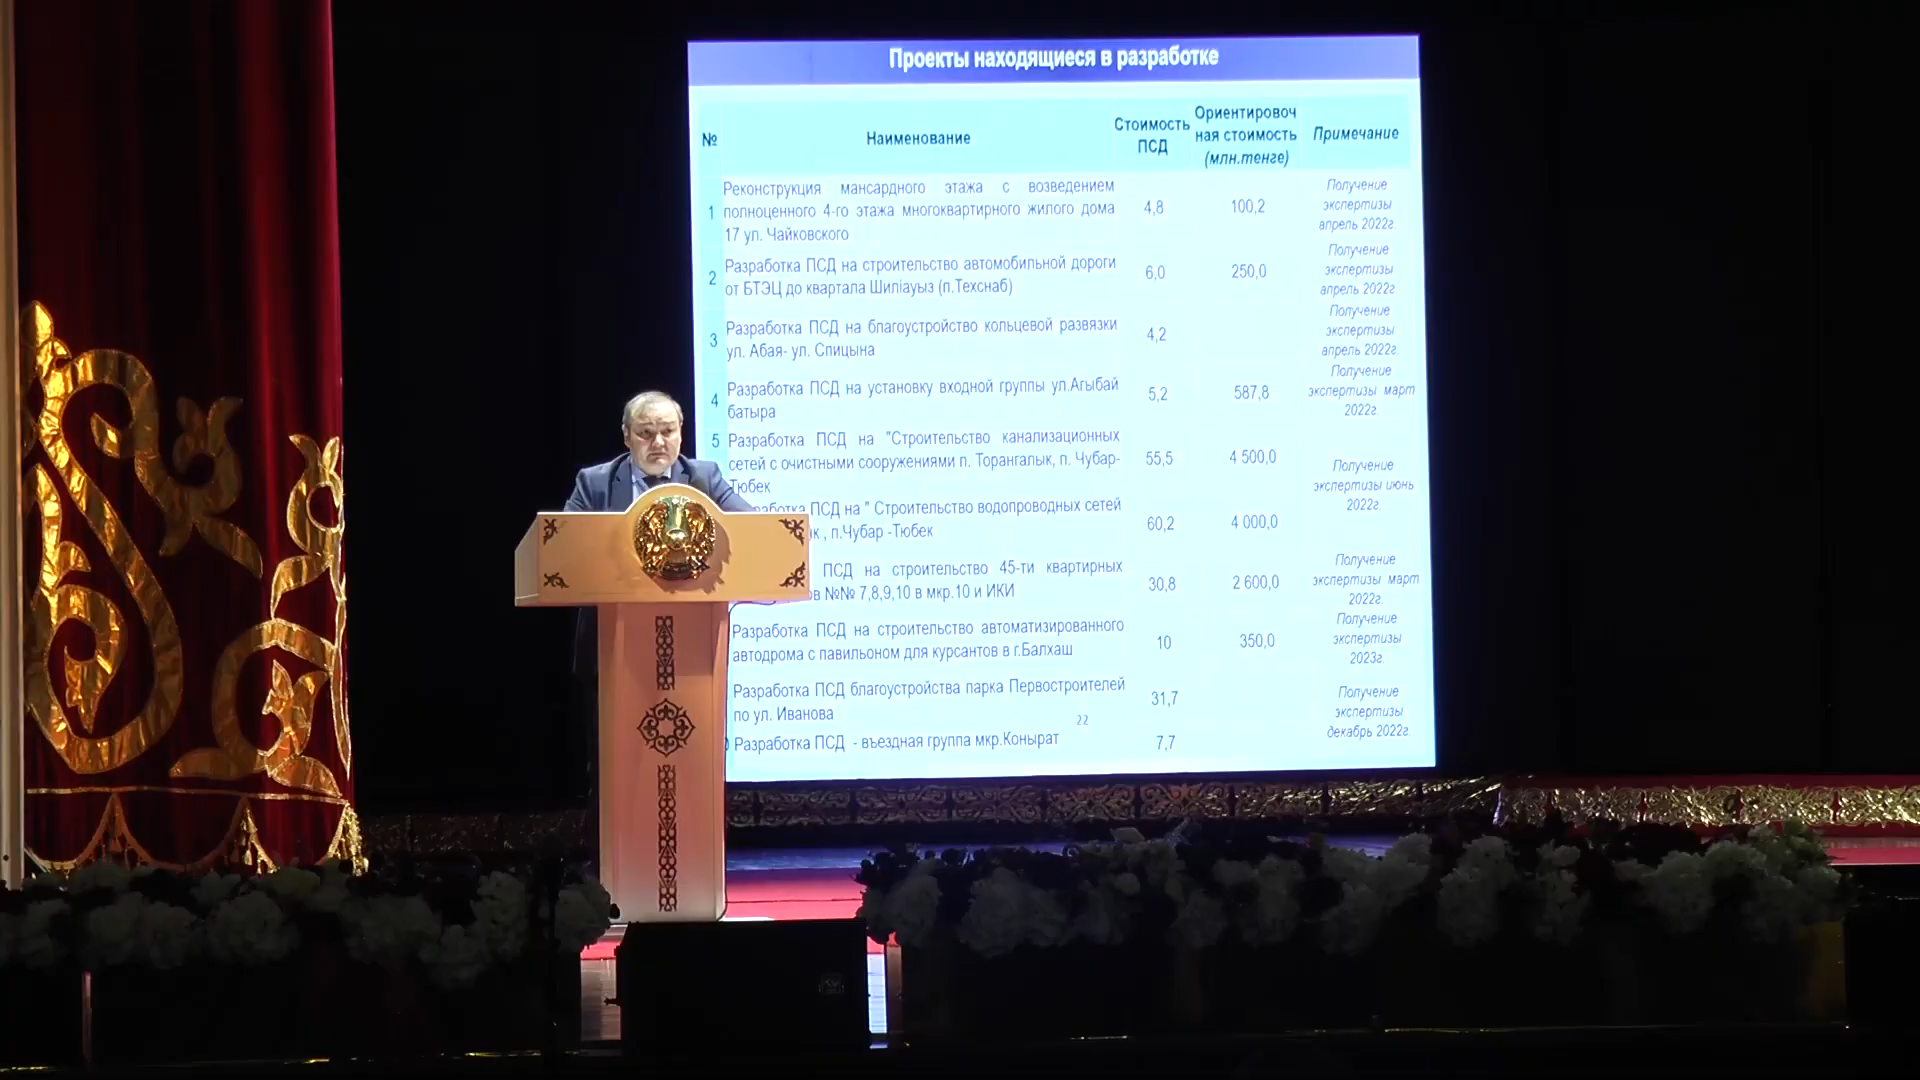 Проекты находящиеся в разработке
№
Наименование
Стоимость
ПСД
Ориентировоч
ная стоимость
(млн.тенге)
Примечание
1
Реконструкция мансардного этажа с возведением
полноценного 4-го этажа многоквартирного жилого дома
17 ул. Чайковского
4,8
100,2
Получение
экспертизы
апрель 2022г.
2
Разработка ПСД на строительство автомобильной дороги
от БТЭЦ до квартала Шиліауыз (п.Техснаб)
6,0
250,0
Получение
экспертизы
апрель 2022г
3
Разработка ПСД на благоустройство кольцевой развязки
ул. Абая- ул. Спицына
4,2
Получение
экспертизы
апрель 2022г.
4
Разработка ПСД на установку входной группы ул.Агыбай
батыра
5,2
587,8
Получение
экспертизы март
2022г.
5
Разработка ПСД на "Строительство канализационных
сетей с очистными сооружениями п. Торангалык, п. Чубар-
Тюбек
55,5
4 500,0
Получение
экспертизы июнь
2022г.
ПСД на " Строительство водопроводных сетей
, п.Чубар -Тюбек
60,2
4 000,0
ПСД на строительство 45-ти квартирных
№№ 7,8,9,10 в мкр.10 и ИКИ
30,8
2 600,0
Получение
экспертизы март
2022г.
Разработка ПСД на строительство автоматизированного
автодрома с павильоном для курсантов в г.Балхаш
10
350,0
Получение
экспертизы
2023г.
Разработка ПСД благоустройства парка Первостроителей
по ул. Иванова
31,7
Получение
экспертизы
декабрь 2022г.
22
Разработка ПСД - въездная группа мкр.Конырат
7,7